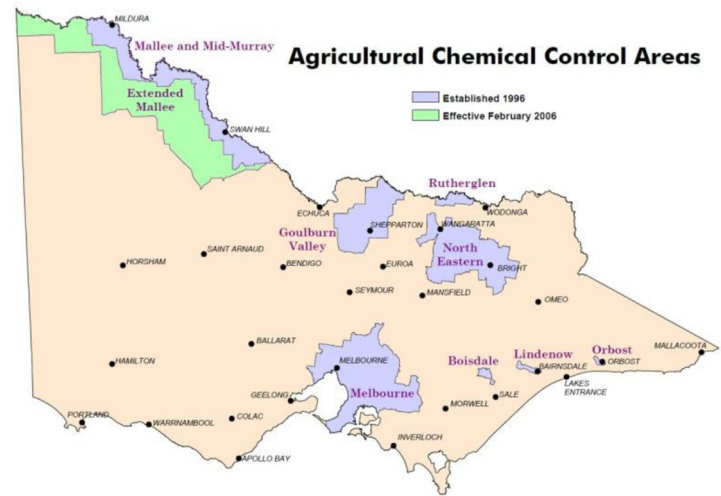 Agricultural Chemical Control Areas
Established 1996
Effective February 2006
MILDURA
Mallee and Mid-Murray
Extended
Mallee
SWAN HILL
Rutherglen
ECHUCA
WODONGA
Goulburn
Valley
SHEPPARTON
WANGARATTA
North
Eastern
SAINT ARNAUD
HORSHAM
BENDIGO
EUROA
BRIGHT
SEYMOUR
MANSFIELD
OMEO
BALLARAT
MALLACOOTA
HAMILTON
MELBOURNE
Boisdale
Lindenow
Orbost
ORBOST
BAIRNSDALE
LAKES
ENTRANCE
GEELONG
Melbourne
SALE
MORWELL
PORTLAND
WARRNAMBOOL
COLAC
INVERLOCH
APOLLO BAY